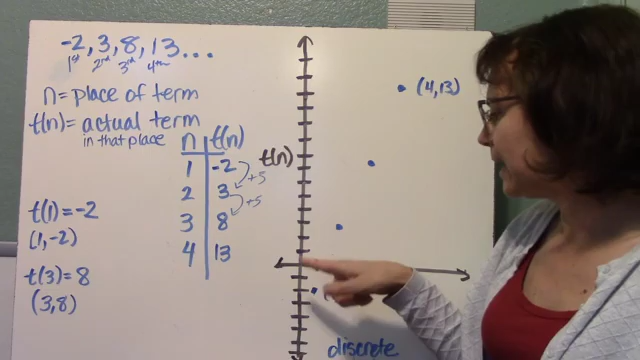 -2, 3, 8, 13...
1st 2nd 3rd 4th
n = place of term
t(n) = actual term
in that place
n t(n)
1 -2
2 3
3 8
4 13
+5
+5
t(1) = -2
(1, -2)
t(3) = 8
(3, 8)
t(n)
(4, 13)
discrete